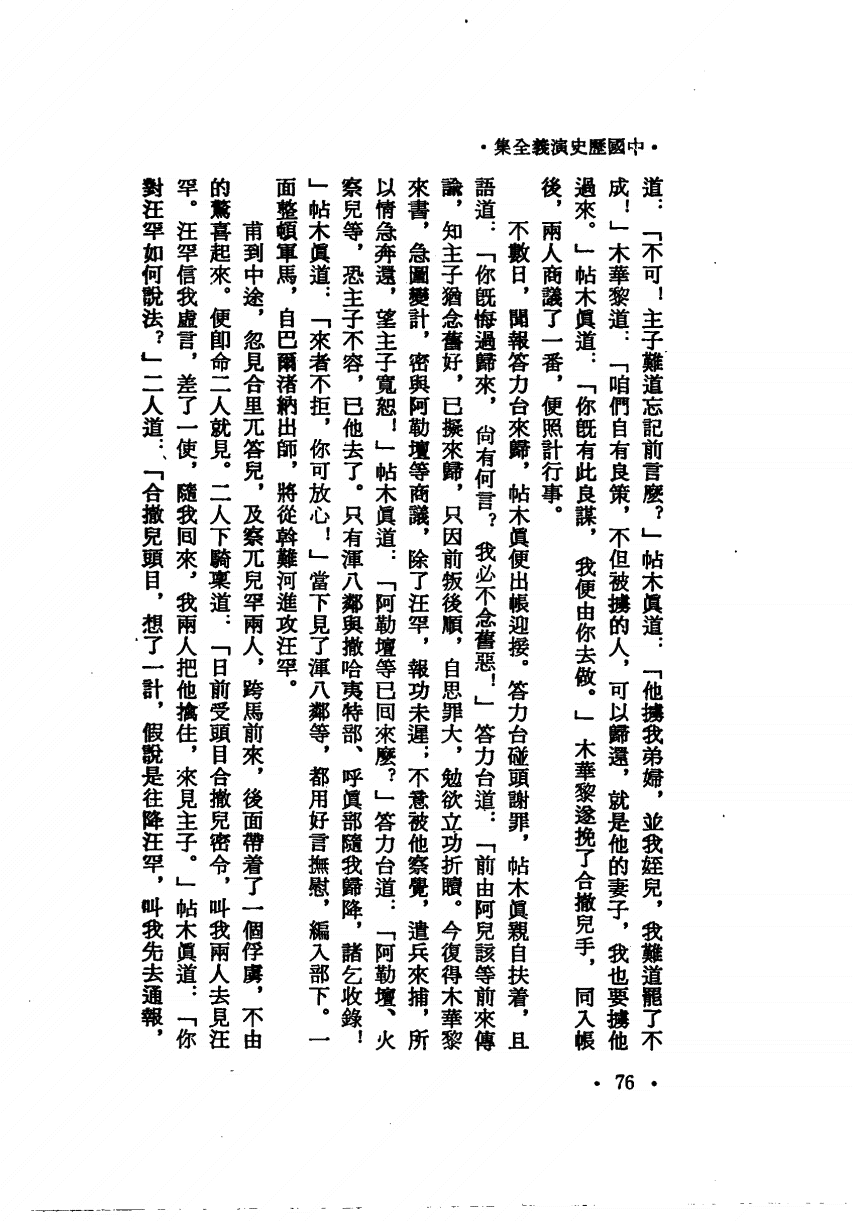 ·中國歷史演義全集·
道：「不可！主子難道忘記前言麼？」帖木眞道：「他擄我弟婦，並我姪兒，我難道罷了不
成！」木華黎道：「咱們自有良策，不但被擄的人，可以歸還，就是他的妻子，我也要擄他
過來。」帖木眞道：「你旣有此良謀，我便由你去做。」木華黎遂挽了合撒兒手，同入帳
後，兩人商議了一番，便照計行事。
不數日，聞報答力台來歸，帖木眞便出帳迎接。答力台碰頭謝罪，帖木眞親自扶着，且
語道：「你旣悔過歸來，尙有何言？我必不念舊惡！」答力台道：「前由阿兒該等前來傳
諭，知主子猶念舊好，已擬來歸，只因前叛後順，自思罪大，勉欲立功折贖。今復得木華黎
來書，急圖變計，密與阿勒壇等商議，除了汪罕，報功未遲；不意被他察覺，遣兵來捕，所
以情急奔還，望主子寬恕！」帖木眞道：「阿勒壇等已回來麼？」答力台道：「阿勒壇、火
察兒等，恐主子不容，已他去了。只有渾八鄰與撒哈夷特部、呼眞部隨我歸降，諸乞收錄！
」帖木眞道：「來者不拒，你可放心！」當下見了渾八鄰等，都用好言撫慰，編入部下。一
面整頓軍馬，自巴爾渚納出師，將從斡難河進攻汪罕。
甫到中途，忽見合里兀答兒，及察兀兒罕兩人，跨馬前來，後面帶着了一個俘虜，不由
的驚喜起來。便卽命二人就見。二人下騎稟道：「日前受頭目合撒兒密令，叫我兩人去見汪
罕。汪罕信我虛言，差了一使，隨我回來，我兩人把他擒住，來見主子。」帖木眞道：「你
對汪罕如何說法？」二人道：「合撒兒頭目，想了一計，假說是往降汪罕，叫我先去通報，
· 76 ·